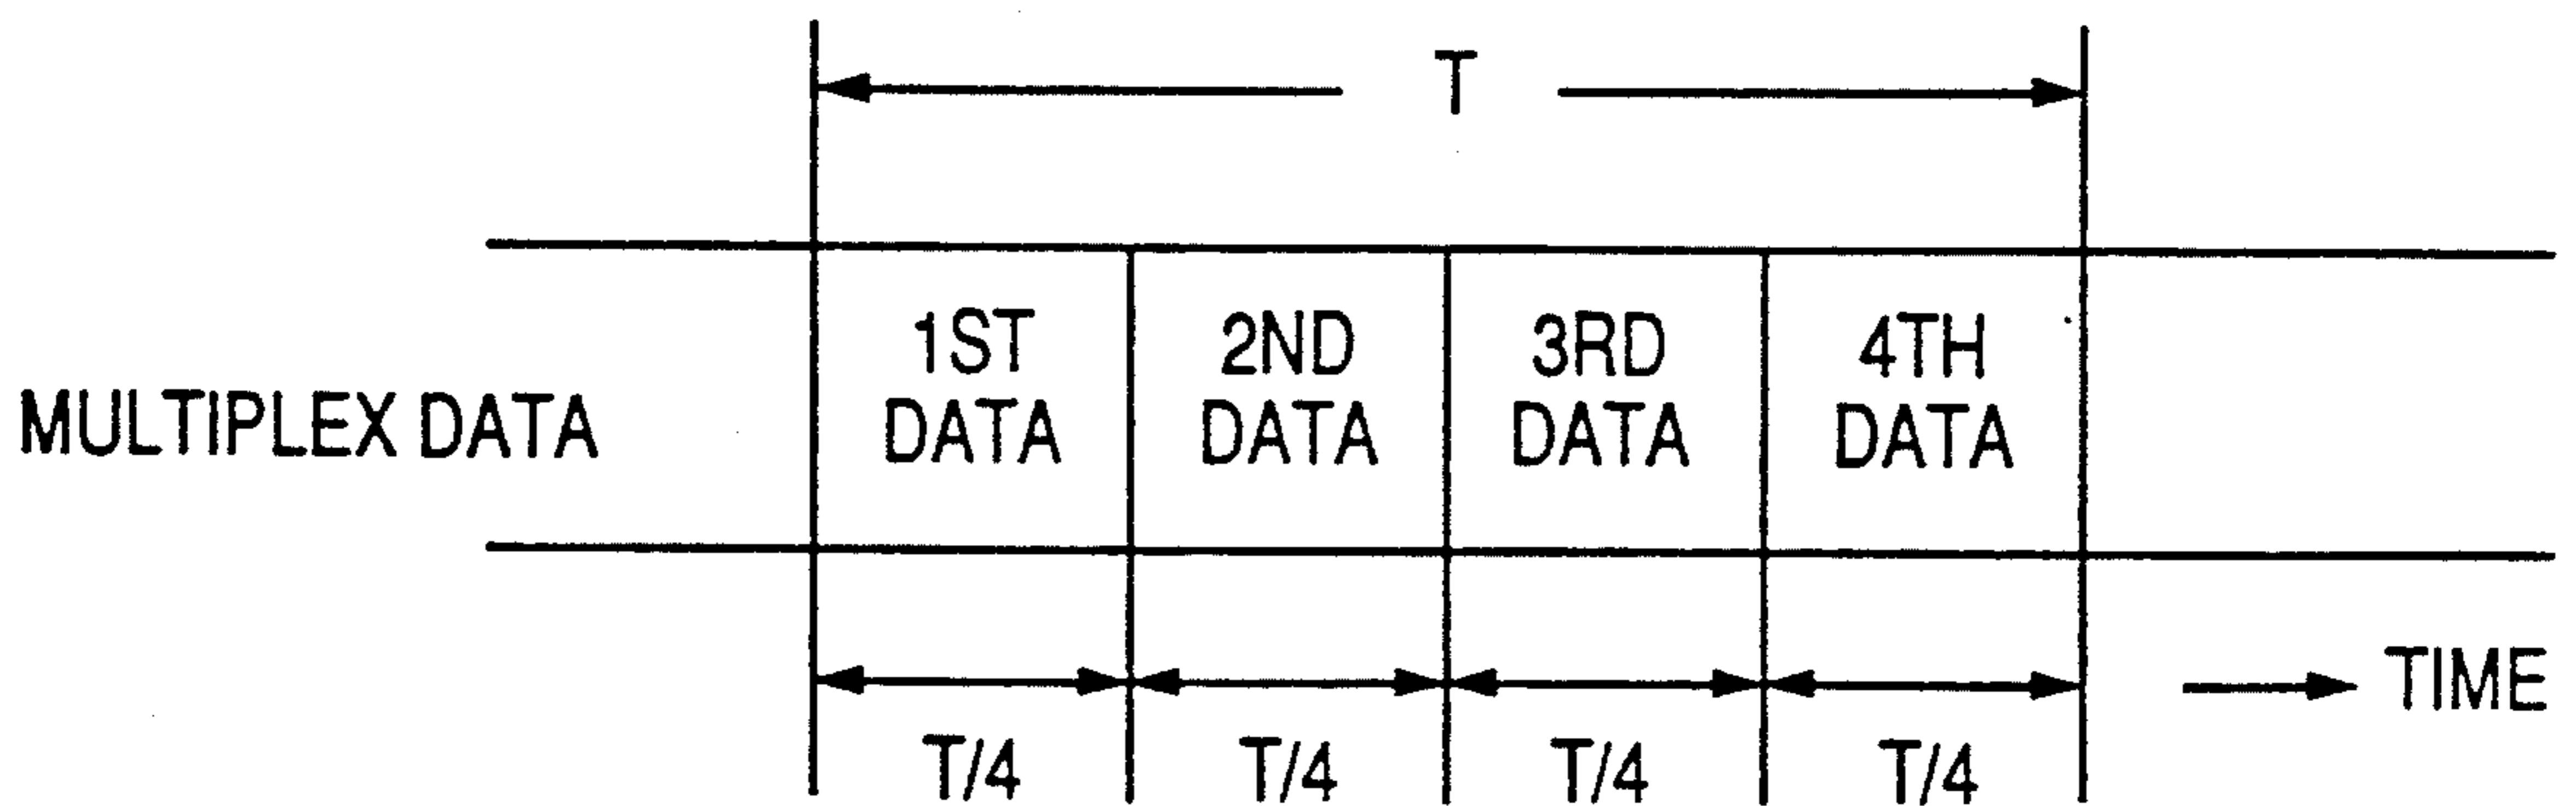 T
1ST DATA
2ND DATA
3RD DATA
4TH DATA
MULTIPLEX DATA
T/4
T/4
T/4
T/4
TIME